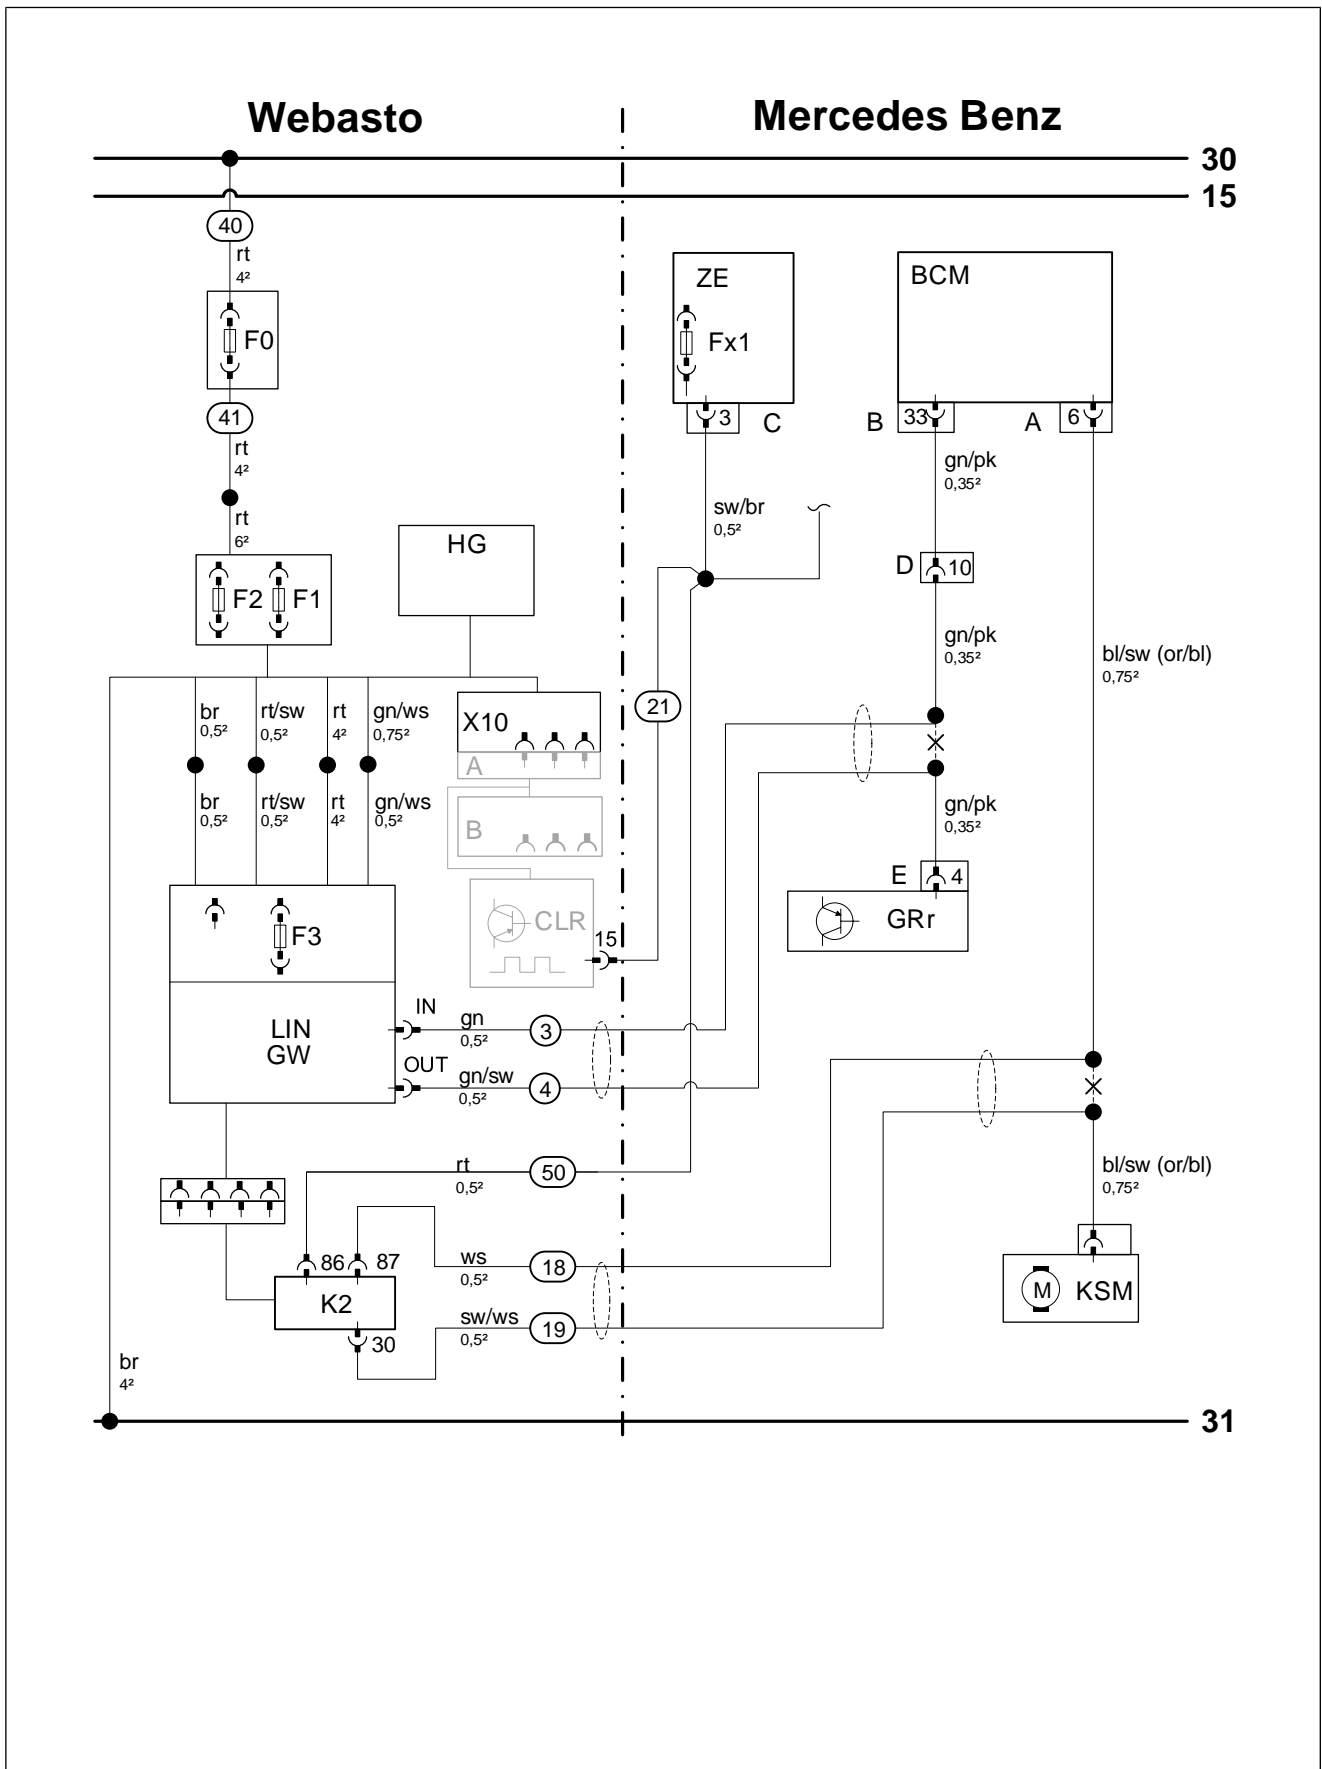 Webasto
Mercedes Benz
30
15
40
rt
4²
F0
41
rt
4²
rt
6²
F2 F1
HG
ZE
Fx1
3 C
BCM
B 33
A 6
gn/pk
0,35²
sw/br
0,5²
D 10
gn/pk
0,35²
bl/sw (or/bl)
0,75²
br
0,5²
rt/sw
0,5²
rt
4²
gn/ws
0,75²
X10
A
21
br
0,5²
rt/sw
0,5²
rt
4²
gn/ws
0,5²
B
gn/pk
0,35²
E 4
GRr
CLR
15
F3
LIN
GW
IN
gn
0,5²
3
OUT
gn/sw
0,5²
4
rt
0,5²
50
bl/sw (or/bl)
0,75²
86 87
K2
30
ws
0,5²
18
sw/ws
0,5²
19
M KSM
br
4²
31